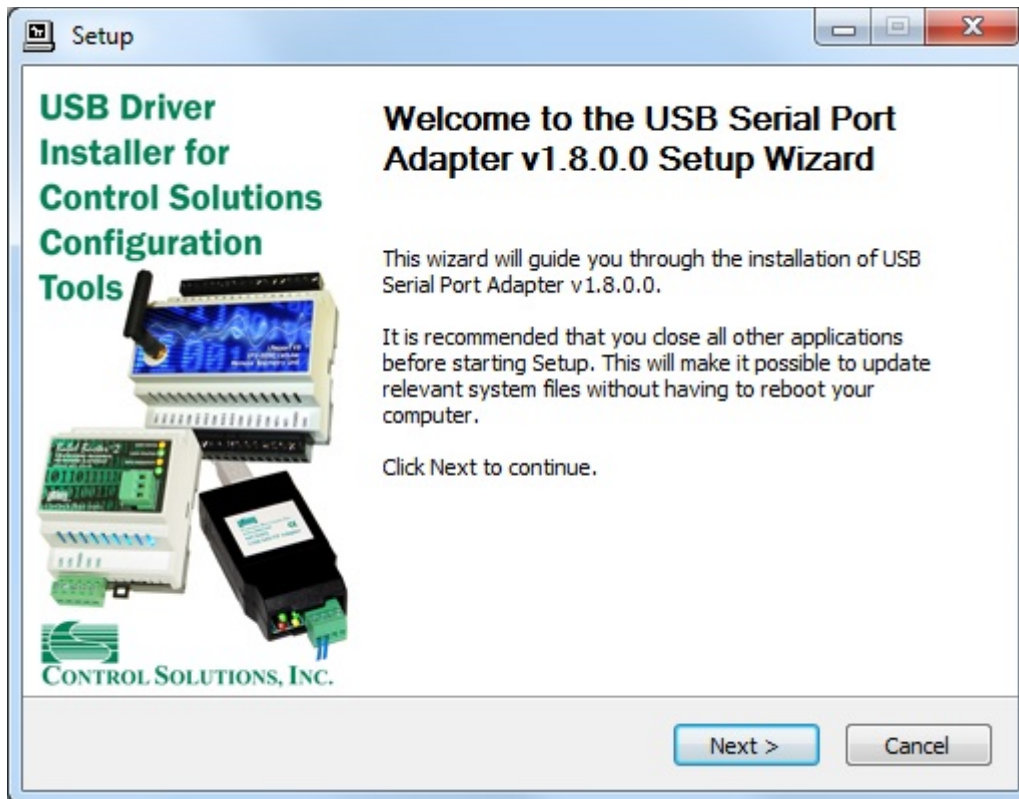 Setup
USB Driver
Installer for
Control Solutions
Configuration
Tools
CONTROL SOLUTIONS, INC.
Welcome to the USB Serial Port
Adapter v1.8.0.0 Setup Wizard
This wizard will guide you through the installation of USB
Serial Port Adapter v1.8.0.0.
It is recommended that you close all other applications
before starting Setup. This will make it possible to update
relevant system files without having to reboot your
computer.
Click Next to continue.
Next >
Cancel